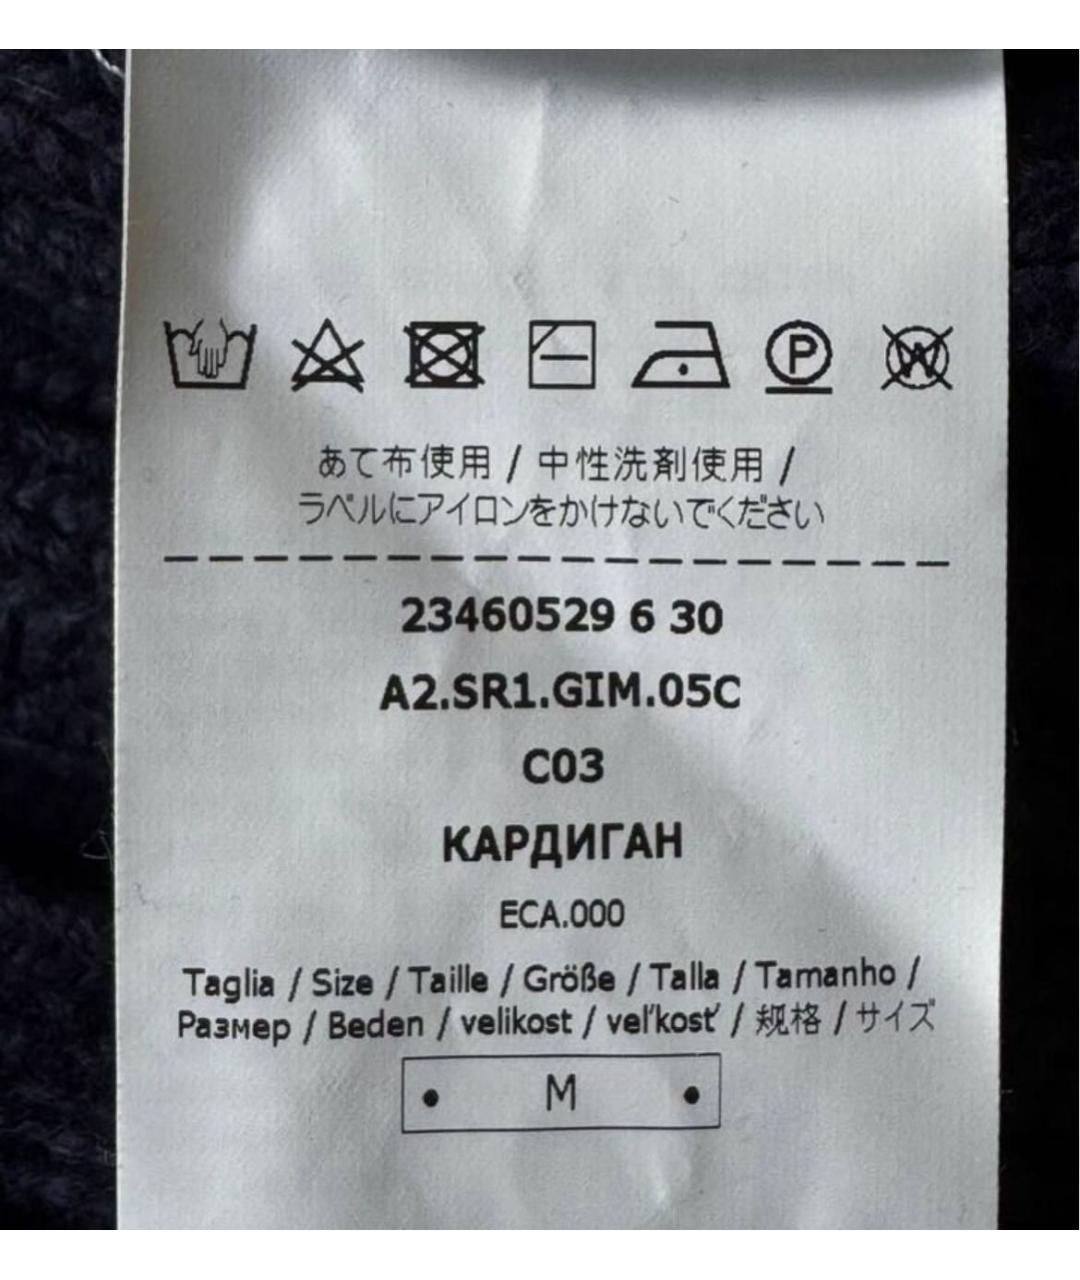 P W
あて布使用 / 中性洗剤使用 /
ラベルにアイロンをかけないでください
23460529 6 30
A2.SR1.GIM.05C
C03
КАРДИГАН
ECA.000
Taglia / Size / Taille / Größe / Talla / Tamanho /
Размер / Beden / velikost / veľkosť / 规格 / サイズ
M